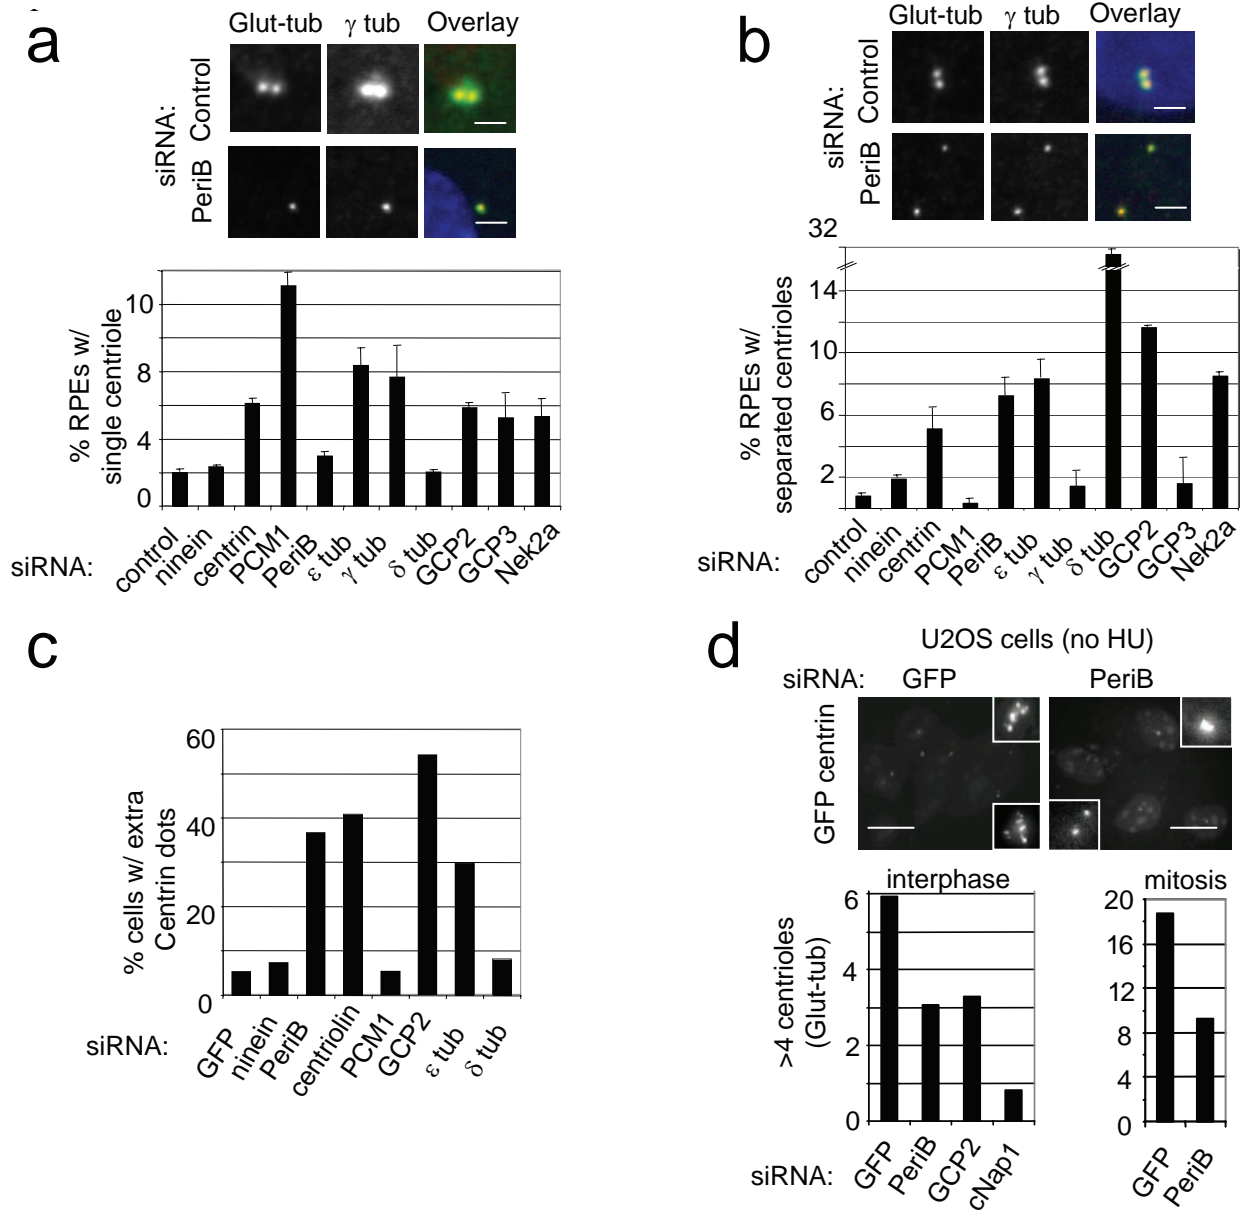 a
Glut-tub γ tub Overlay
siRNA:
Control
PeriB
% RPEs w/
single centriole
10
8
4
0
siRNA:
control
ninein
centrin
PCM1
PeriB
ε tub
γ tub
δ tub
GCP2
GCP3
Nek2a
b
Glut-tub γ tub Overlay
siRNA:
Control
PeriB
32
% RPEs w/
separated centrioles
14
10
6
2
siRNA:
control
ninein
centrin
PCM1
PeriB
ε tub
γ tub
δ tub
GCP2
GCP3
Nek2a
c
% cells w/ extra
Centrin dots
60
40
20
0
siRNA:
GFP
ninein
PeriB
centriolin
PCM1
GCP2
ε tub
δ tub
d
U2OS cells (no HU)
siRNA: GFP PeriB
GFP centrin
interphase
>4 centrioles
(Glut-tub)
6
4
2
0
siRNA:
GFP
PeriB
GCP2
cNap1
mitosis
20
16
12
8
4
0
GFP
PeriB